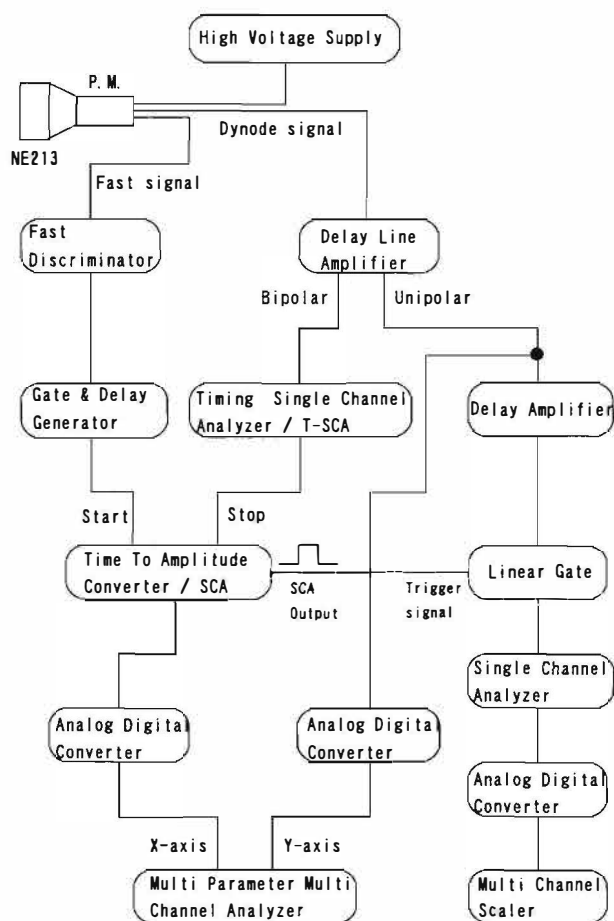 High Voltage Supply
P. M.
NE213
Dynode signal
Fast signal
Fast
Discriminator
Delay Line
Amplifier
Bipolar
Unipolar
Gate & Delay
Generator
Timing Single Channel
Analyzer / T-SCA
Delay Amplifier
Start
Stop
Time To Amplitude
Converter / SCA
SCA
Output
Trigger
signal
Linear Gate
Single Channel
Analyzer
Analog Digital
Converter
Analog Digital
Converter
Analog Digital
Converter
X-axis
Y-axis
Multi Parameter Multi
Channel Analyzer
Multi Channel
Scaler